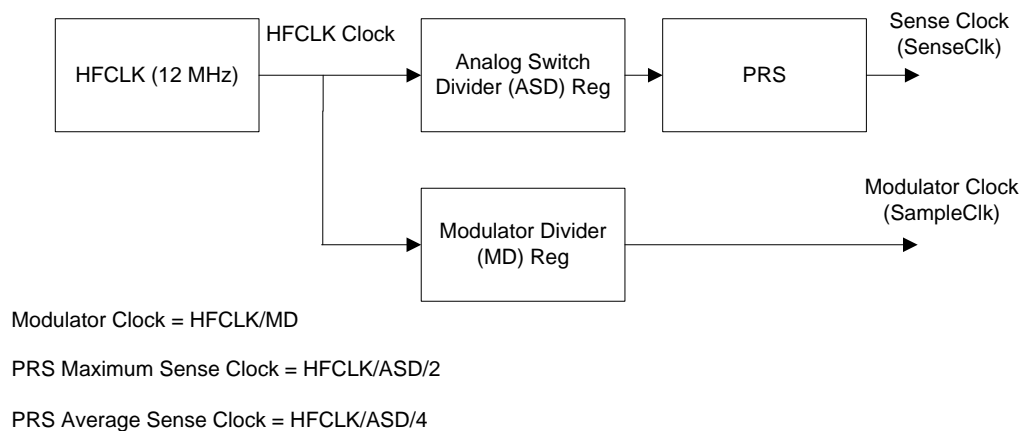 HFCLK (12 MHz)
HFCLK Clock
Analog Switch
Divider (ASD) Reg
PRS
Sense Clock
(SenseClk)
Modulator Divider
(MD) Reg
Modulator Clock
(SampleClk)
Modulator Clock = HFCLK/MD
PRS Maximum Sense Clock = HFCLK/ASD/2
PRS Average Sense Clock = HFCLK/ASD/4